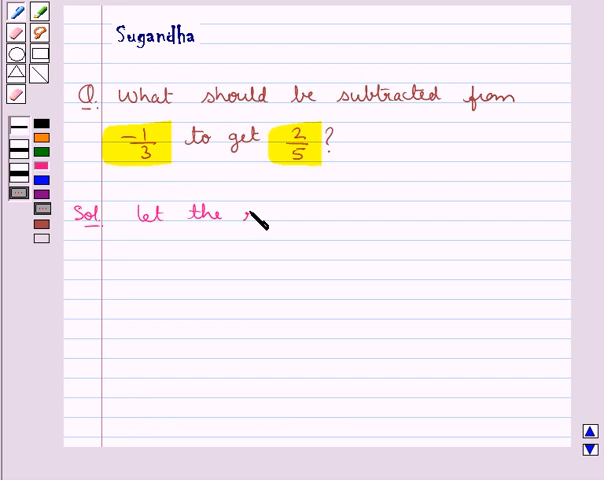 Sugandha
Q. What should be subtracted from
-1/3 to get 2/5 ?
Sol. Let the